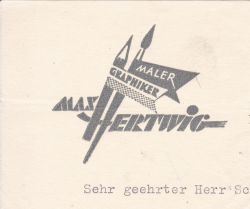 MALER
GRAPHIKER
MAX
HERTWIG
Sehr geehrter Herr Sc